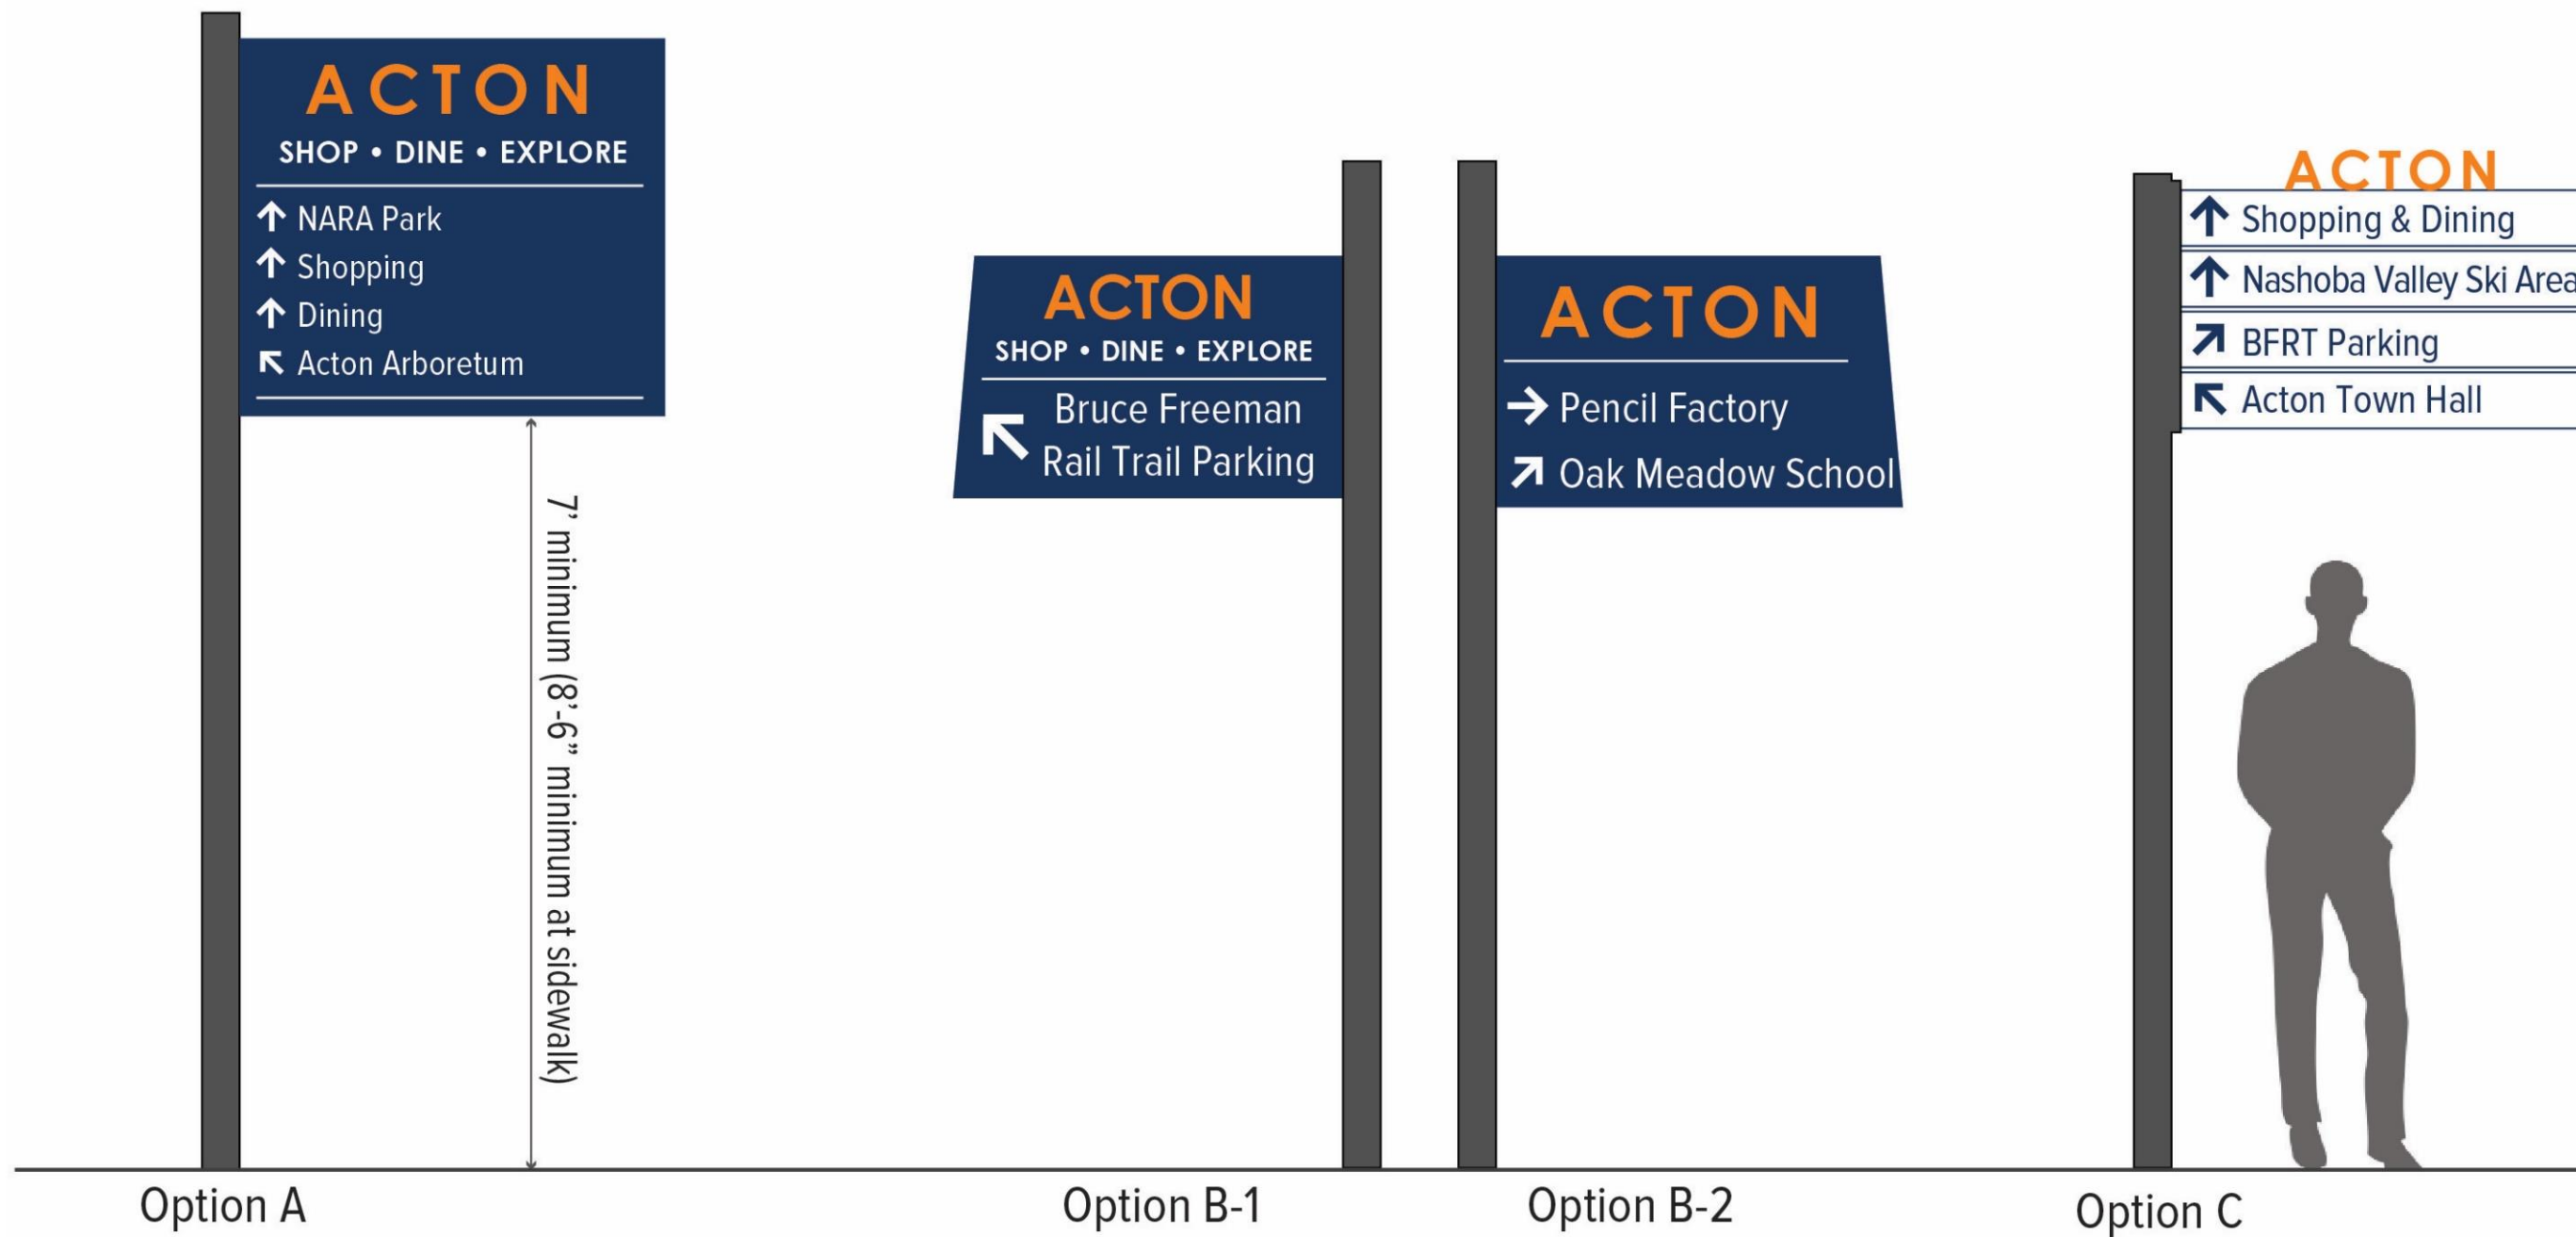 ACTON
SHOP • DINE • EXPLORE
↑ NARA Park
↑ Shopping
↑ Dining
↖ Acton Arboretum
7’ minimum (8’-6” minimum at sidewalk)
Option A
ACTON
SHOP • DINE • EXPLORE
↖ Bruce Freeman
Rail Trail Parking
Option B-1
ACTON
→ Pencil Factory
↗ Oak Meadow School
Option B-2
ACTON
↑ Shopping & Dining
↑ Nashoba Valley Ski Area
↗ BFRT Parking
↖ Acton Town Hall
Option C